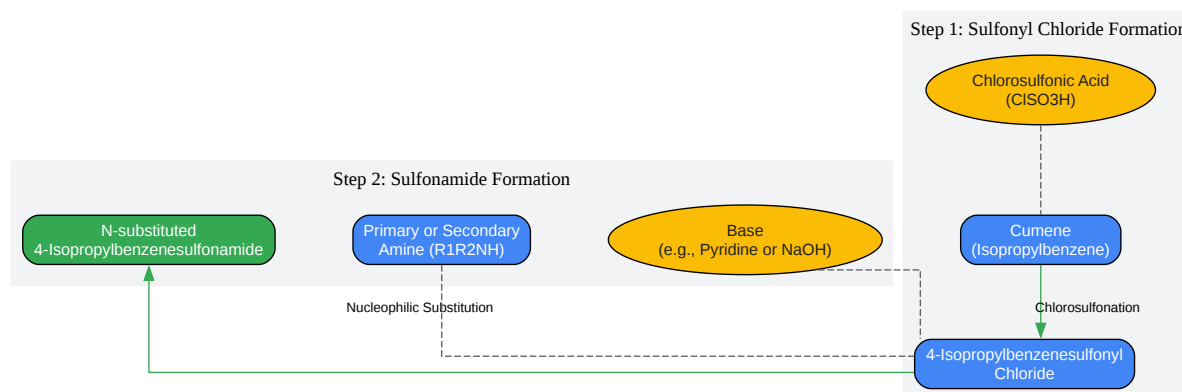 Step 1: Sulfonyl Chloride Formation
Chlorosulfonic Acid
(ClSO3H)
Step 2: Sulfonamide Formation
N-substituted
4-Isopropylbenzenesulfonamide
Primary or Secondary
Amine (R1R2NH)
Base
(e.g., Pyridine or NaOH)
Cumene
(Isopropylbenzene)
Nucleophilic Substitution
Chlorosulfonation
4-Isopropylbenzenesulfonyl
Chloride